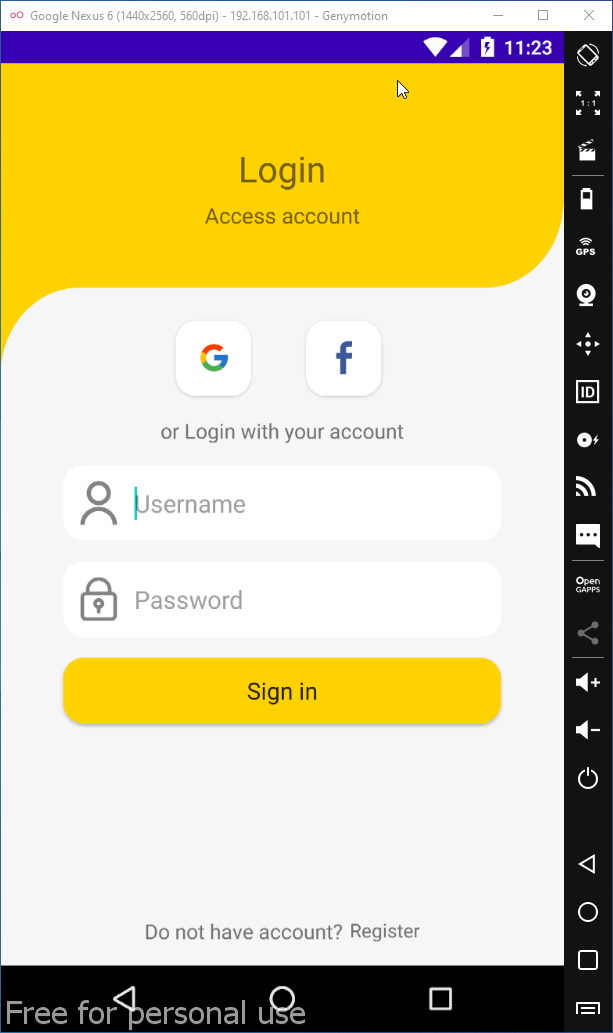 Google Nexus 6 (1440x2560, 560dpi) - 192.168.101.101 - Genymotion
11:23
1:1
Login
Access account
GPS
G
f
ID
or Login with your account
Username
Open
GAPPS
Password
Sign in
Do not have account? Register
Free for personal use